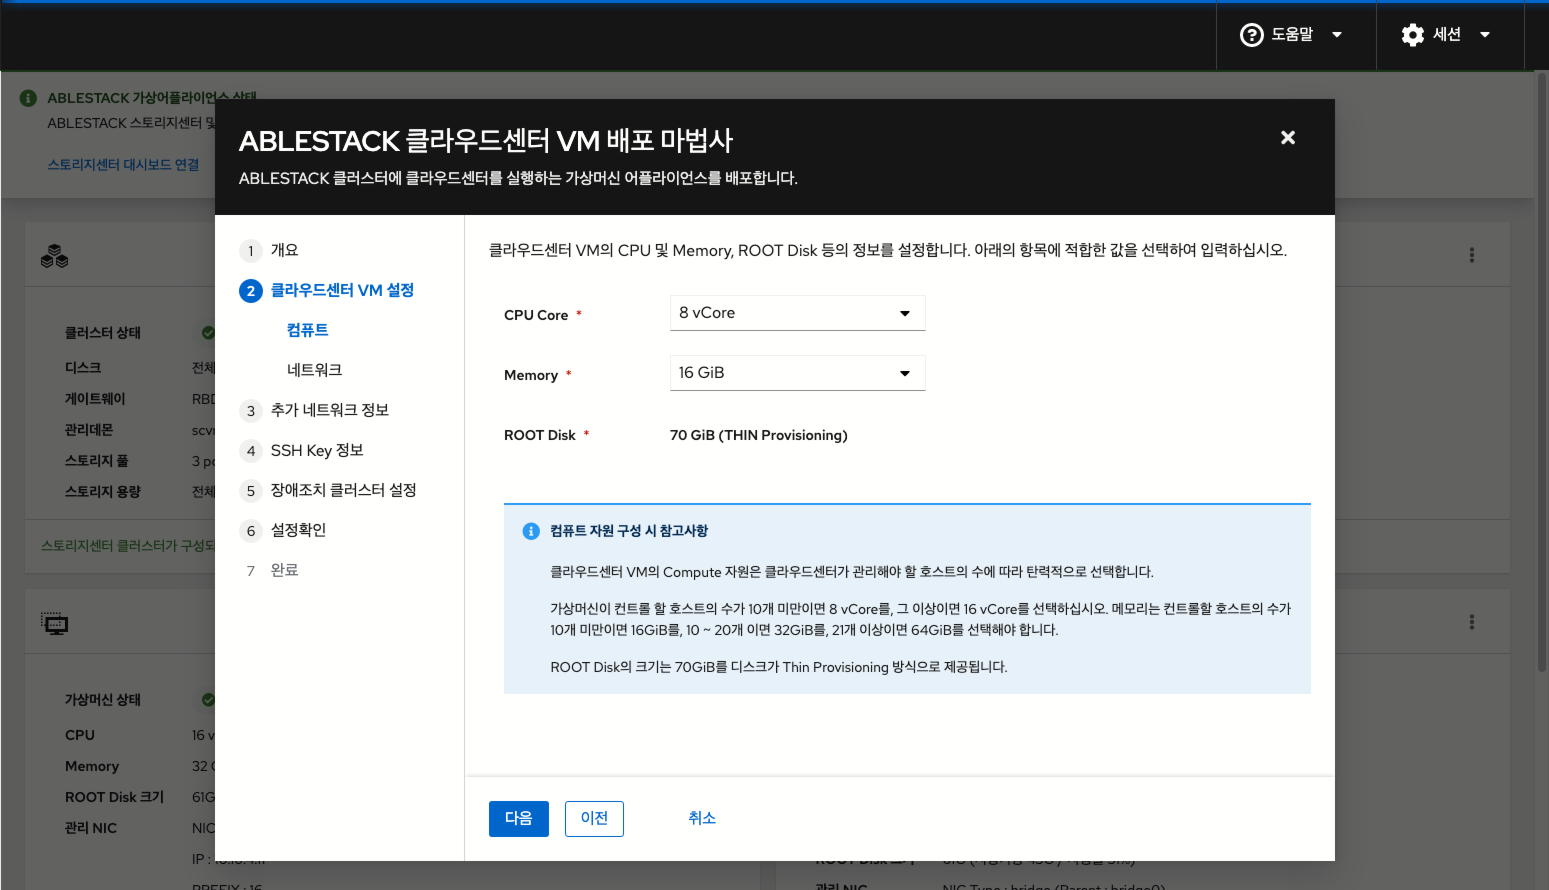 도움말
세션
ABLESTACK 가상어플라이언스 상태
ABLESTACK 스토리지센터 및
스토리지센터 대시보드 연결
ABLESTACK 클라우드센터 VM 배포 마법사
ABLESTACK 클러스터에 클라우드센터를 실행하는 가상머신 어플라이언스를 배포합니다.
1 개요
2 클라우드센터 VM 설정
컴퓨트
네트워크
3 추가 네트워크 정보
4 SSH Key 정보
5 장애조치 클러스터 설정
6 설정확인
7 완료
클라우드센터 VM의 CPU 및 Memory, ROOT Disk 등의 정보를 설정합니다. 아래의 항목에 적합한 값을 선택하여 입력하십시오.
CPU Core * 8 vCore
Memory * 16 GiB
ROOT Disk * 70 GiB (THIN Provisioning)
컴퓨트 자원 구성 시 참고사항
클라우드센터 VM의 Compute 자원은 클라우드센터가 관리해야 할 호스트의 수에 따라 탄력적으로 선택합니다.
가상머신이 컨트롤 할 호스트의 수가 10개 미만이면 8 vCore를, 그 이상이면 16 vCore를 선택하십시오. 메모리는 컨트롤할 호스트의 수가
10개 미만이면 16GiB를, 10 ~ 20개 이면 32GiB를, 21개 이상이면 64GiB를 선택해야 합니다.
ROOT Disk의 크기는 70GiB를 디스크가 Thin Provisioning 방식으로 제공됩니다.
다음
이전
취소
클러스터 상태
디스크 전체
게이트웨이 RBD
관리데몬 scvr
스토리지 풀 3 po
스토리지 용량 전체
스토리지센터 클러스터가 구성되
가상머신 상태
CPU 16 v
Memory 32 G
ROOT Disk 크기 61G
관리 NIC NIC
IP :
PREFIX : 16
ROOT Disk 크기
관리 NIC NIC Type : bridge (Parent : bridge0)